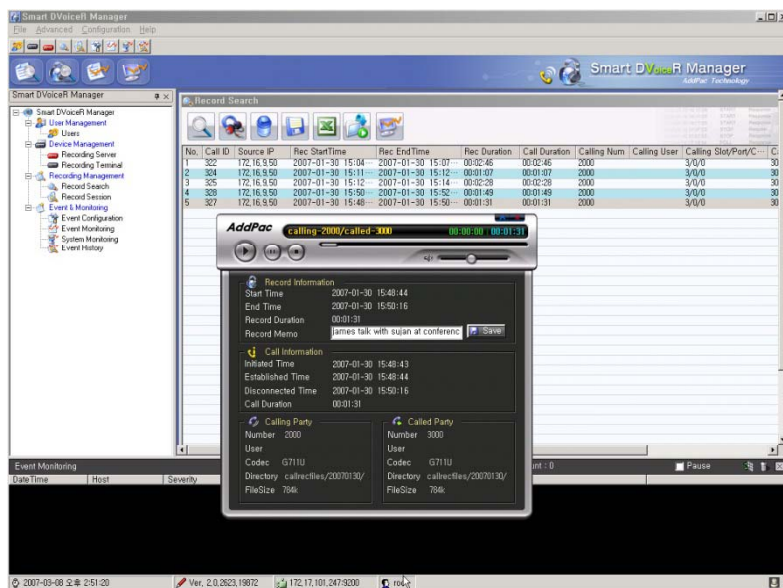 Smart DVoiceR Manager
File Advanced Configuration Help
Smart DVoiceR Manager
AddPac Technology
Smart DVoiceR Manager
Smart DVoiceR Manager
User Management
Users
Device Management
Recording Server
Recording Terminal
Recording Management
Record Search
Record Session
Event & Monitoring
Event Configuration
Event Monitoring
System Monitoring
Event History
Record Search
No. Call ID Source IP Rec StartTime Rec EndTime Rec Duration Call Duration Calling Num Calling User Calling Slot/Port/C··· C
1 322 172,16,9,50 2007-01-30 15:04··· 2007-01-30 15:07··· 00:02:46 00:02:46 2000 3/0/0 30
2 324 172,16,9,50 2007-01-30 15:11··· 2007-01-30 15:12··· 00:01:07 00:01:07 2000 3/0/0 30
3 325 172,16,9,50 2007-01-30 15:12··· 2007-01-30 15:14··· 00:02:28 00:02:28 2000 3/0/0 30
4 328 172,16,9,50 2007-01-30 15:50··· 2007-01-30 15:52··· 00:01:49 00:01:49 2000 3/0/0 30
5 327 172,16,9,50 2007-01-30 15:48··· 2007-01-30 15:50··· 00:01:31 00:01:31 2000 3/0/0 30
AddPac calling-2000/called-3000 00:00:00 00:01:31
Record Information
Start Time 2007-01-30 15:48:44
End Time 2007-01-30 15:50:16
Record Duration 00:01:31
Record Memo james talk with sujan at conferenc Save
Call Information
Initiated Time 2007-01-30 15:48:43
Established Time 2007-01-30 15:48:44
Disconnected Time 2007-01-30 15:50:16
Call Duration 00:01:31
Calling Party
Number 2000
User
Codec G711U
Directory callrecfiles/20070130/
FileSize 784k
Called Party
Number 3000
User
Codec G711U
Directory callrecfiles/20070130/
FileSize 784k
Event Monitoring unt : 0 Pause
DateTime Host Severity
2007-03-08 오후 2:51:20 Ver, 2,0,2623,19872 172,17,101,247:9200